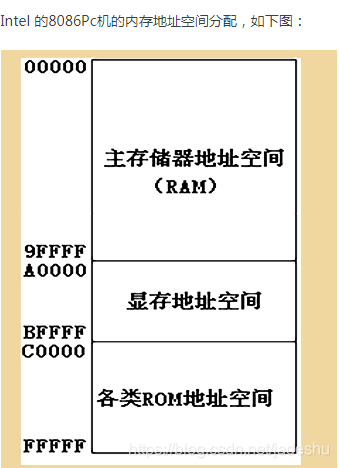 Intel 的8086Pc机的内存地址空间分配，如下图：
00000
主存储器地址空间
（RAM）
9FFFF
A0000
显存地址空间
BFFFF
C0000
各类ROM地址空间
FFFFF
https://blog.csdn.net/jadeshu